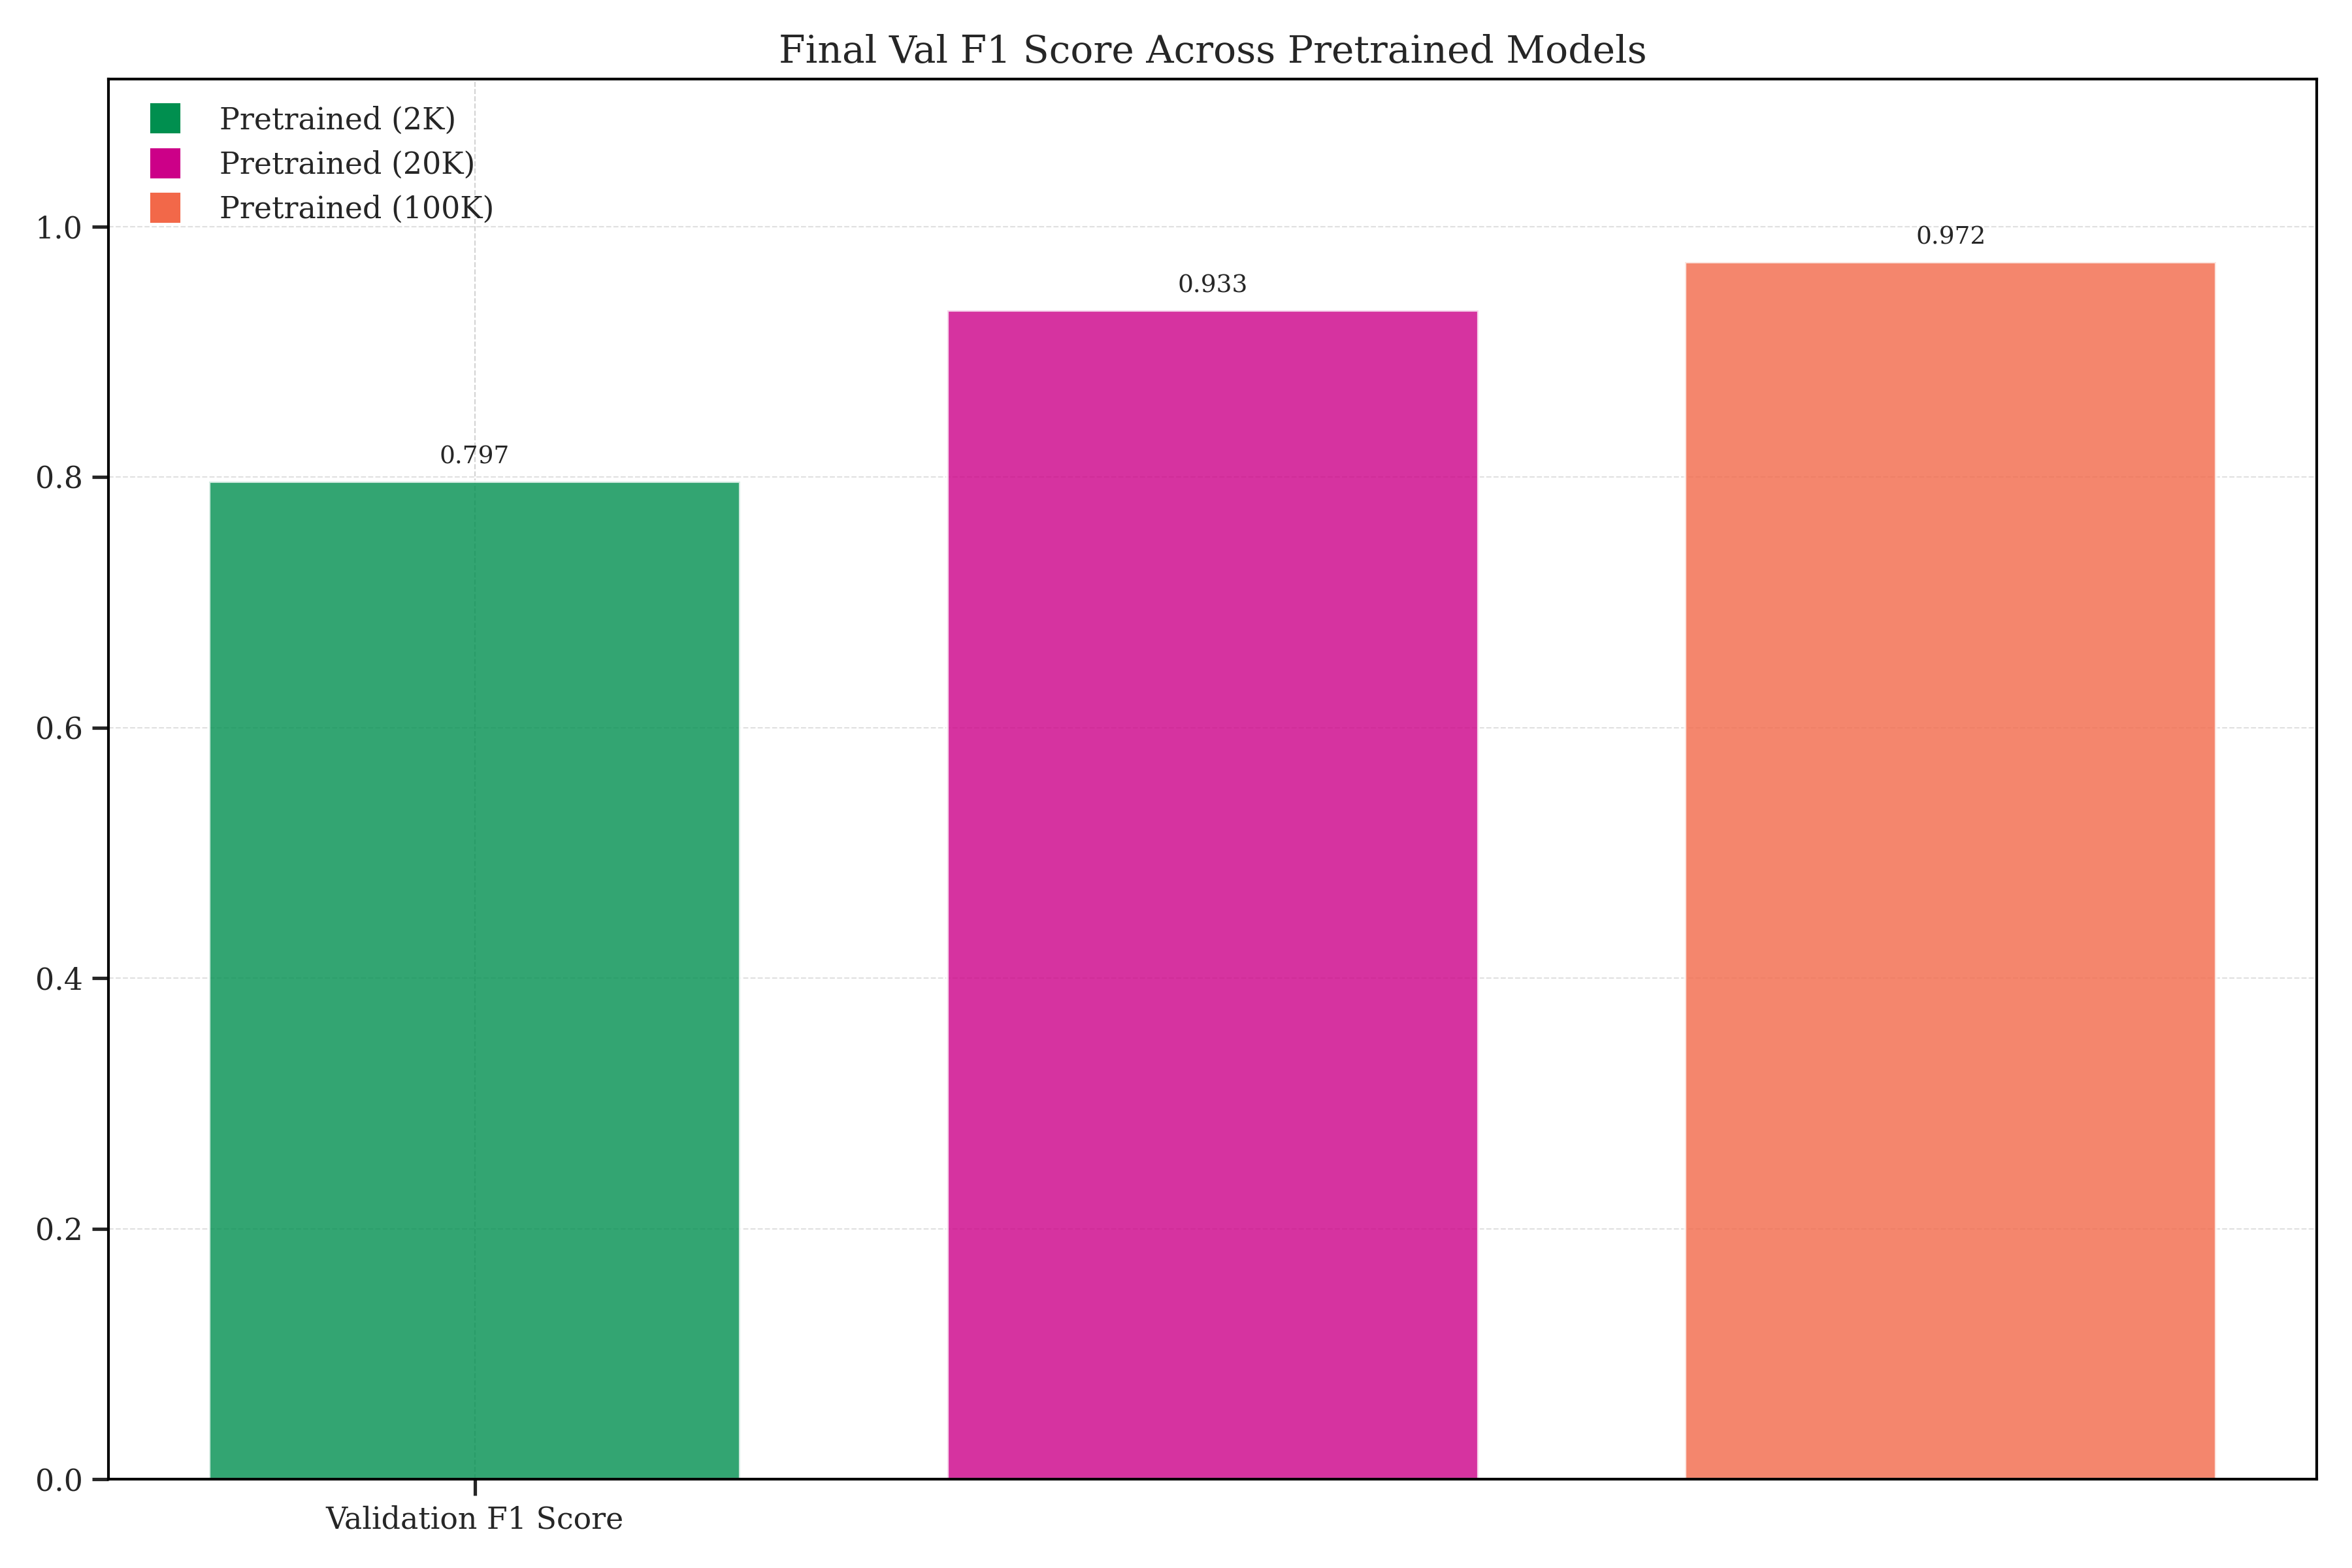 Final Val F1 Score Across Pretrained Models
Pretrained (2K)
Pretrained (20K)
Pretrained (100K)
1.0
0.8
0.6
0.4
0.2
0.0
0.797
0.933
0.972
Validation F1 Score